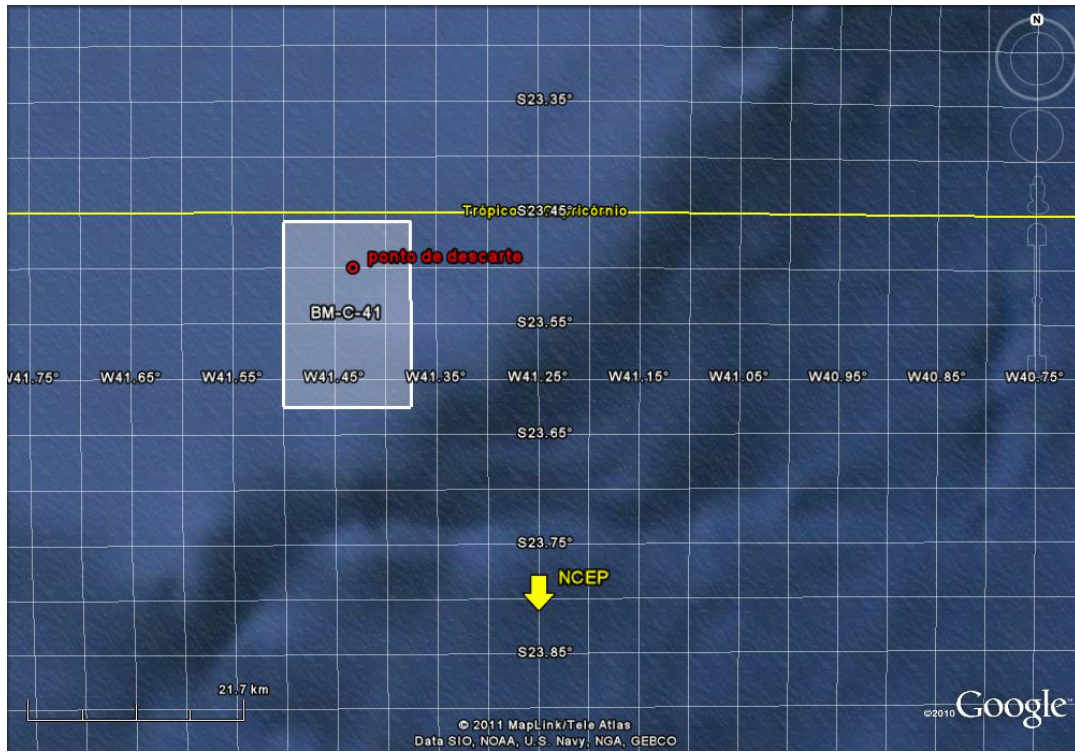 N
S23.35°
Trópico
S23.45°
ponto de descarte
BM-C-41
S23.55°
W41.75° W41.65° W41.55° W41.45° W41.35° W41.25° W41.15° W41.05° W40.95° W40.85° W40.75°
S23.65°
S23.75°
NCEP
S23.85°
21.7 km
©2010 Google™
© 2011 MapLink/Tele Atlas
Data SIO, NOAA, U.S. Navy, NGA, GEBCO